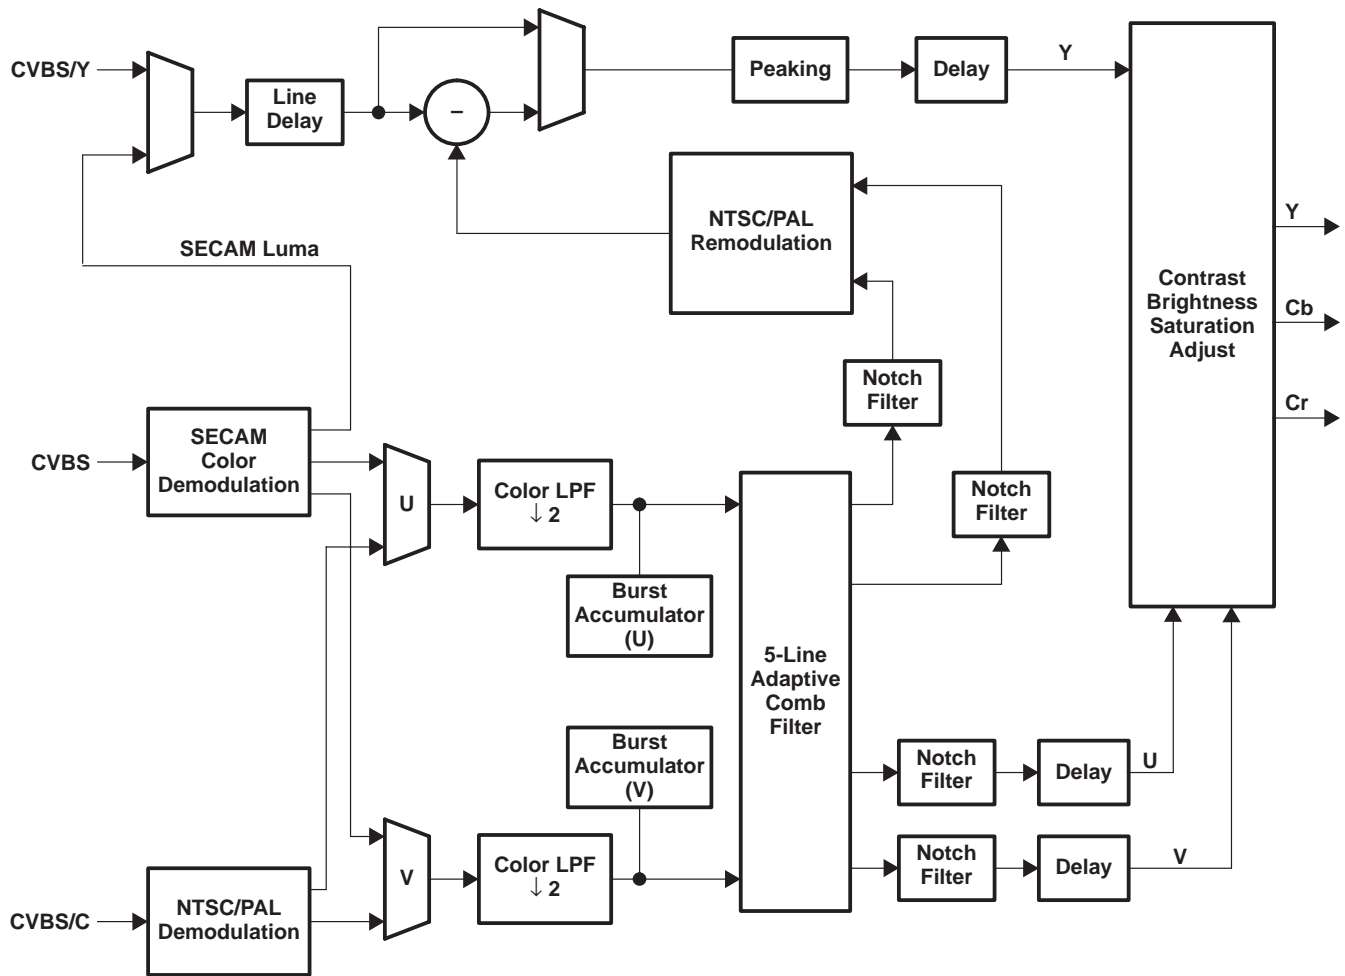 CVBS/Y
Line
Delay
–
Peaking
Delay
Y
NTSC/PAL
Remodulation
SECAM Luma
Contrast
Brightness
Saturation
Adjust
Y
Cb
Cr
Notch
Filter
Notch
Filter
CVBS
SECAM
Color
Demodulation
U
Color LPF
↓ 2
Burst
Accumulator
(U)
5-Line
Adaptive
Comb
Filter
Burst
Accumulator
(V)
Notch
Filter
Delay
U
Notch
Filter
Delay
V
CVBS/C
NTSC/PAL
Demodulation
V
Color LPF
↓ 2